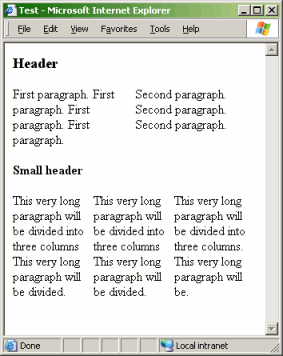 Test - Microsoft Internet Explorer
File Edit View Favorites Tools Help
Header
First paragraph. First
paragraph. First
paragraph. First
paragraph.
Second paragraph.
Second paragraph.
Second paragraph.
Small header
This very long
paragraph will
be divided into
three columns
This very long
paragraph will
be divided.
This very long
paragraph will
be divided into
three columns
This very long
paragraph will
be divided.
This very long
paragraph will
be divided into
three columns.
This very long
paragraph will
be.
Done
Local intranet